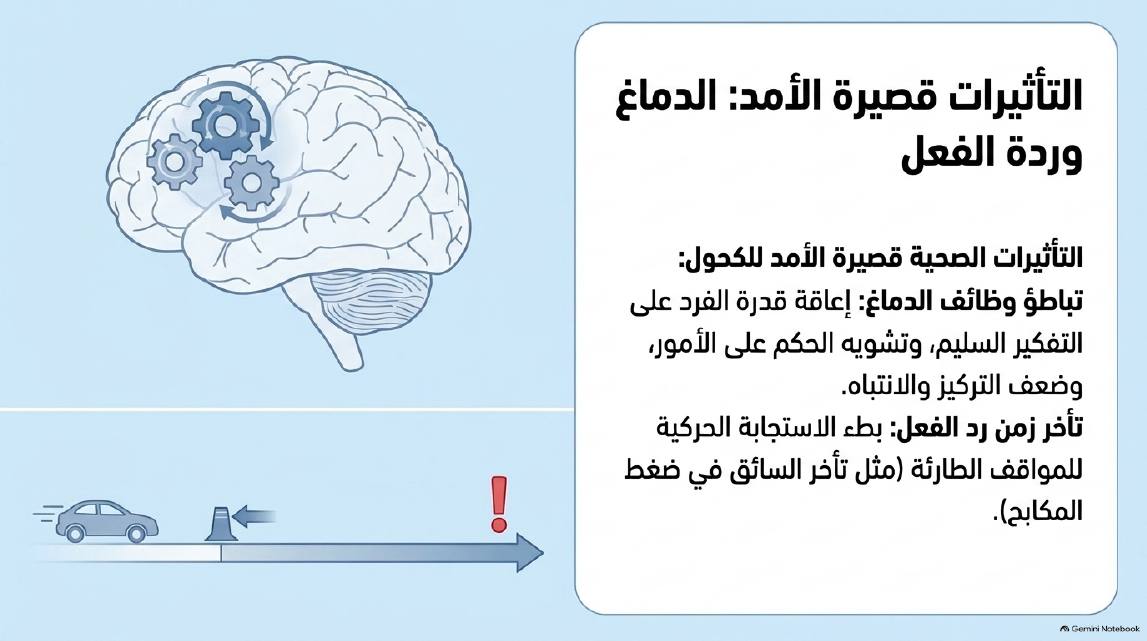 التأثيرات قصيرة الأمد: الدماغ
وردة الفعل
التأثيرات الصحية قصيرة الأمد للكحول:
تباطؤ وظائف الدماغ: إعاقة قدرة الفرد على
التفكير السليم، وتشويه الحكم على الأمور،
وضعف التركيز والانتباه.
تأخر زمن رد الفعل: بطء الاستجابة الحركية
للمواقف الطارئة (مثل تأخر السائق في ضغط
المكابح).
Gemini Notebook